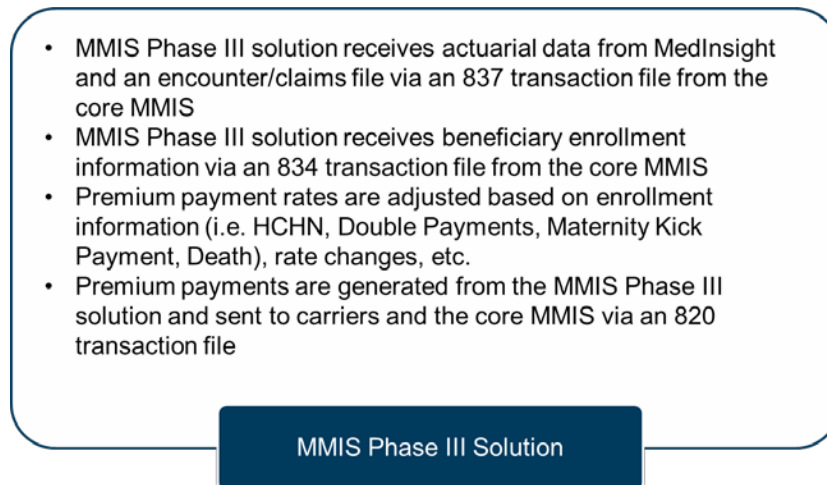 • MMIS Phase III solution receives actuarial data from MedInsight
and an encounter/claims file via an 837 transaction file from the
core MMIS
• MMIS Phase III solution receives beneficiary enrollment
information via an 834 transaction file from the core MMIS
• Premium payment rates are adjusted based on enrollment
information (i.e. HCHN, Double Payments, Maternity Kick
Payment, Death), rate changes, etc.
• Premium payments are generated from the MMIS Phase III
solution and sent to carriers and the core MMIS via an 820
transaction file
MMIS Phase III Solution